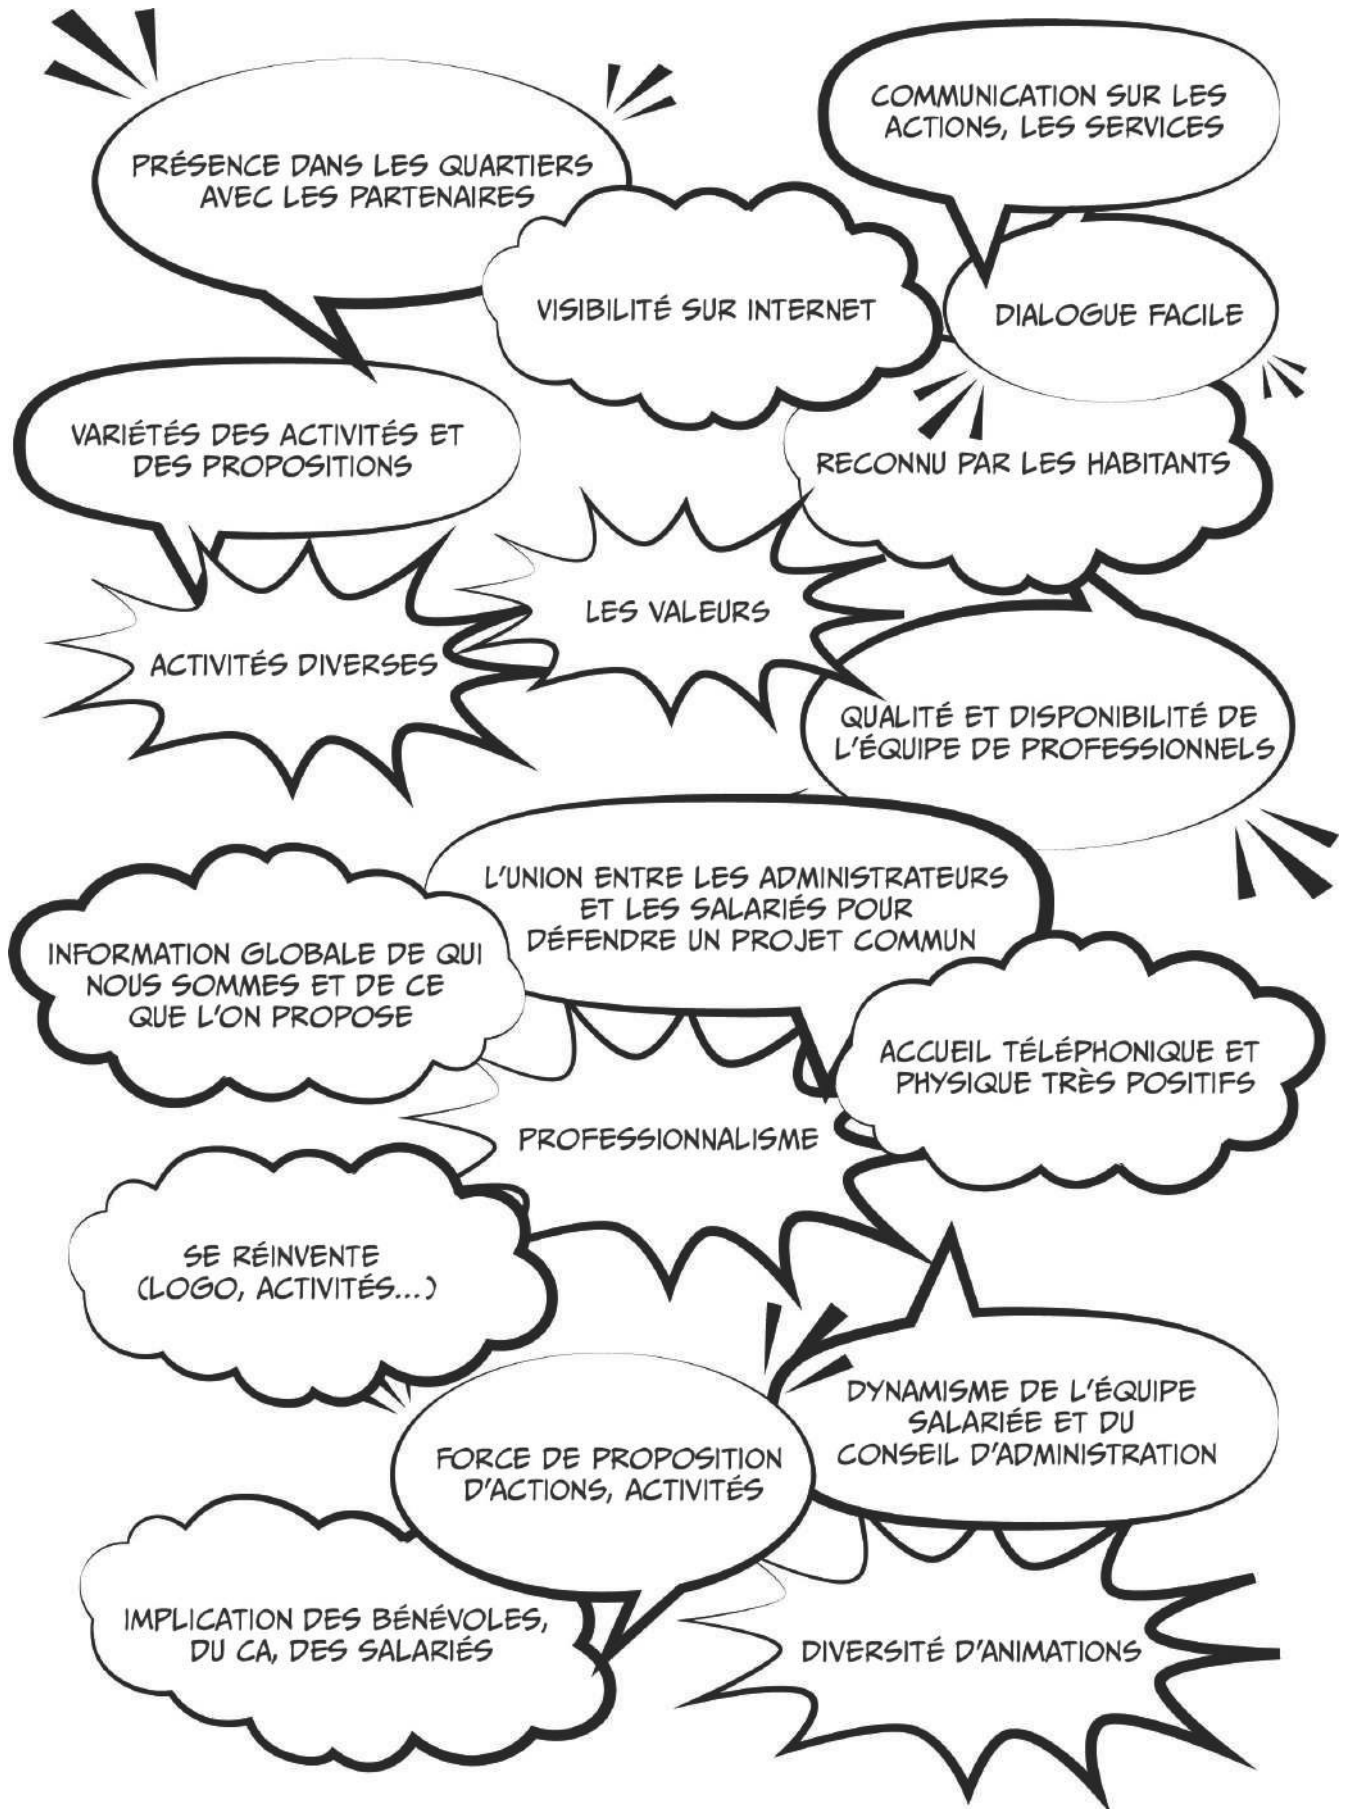 COMMUNICATION SUR LES
ACTIONS, LES SERVICES
PRÉSENCE DANS LES QUARTIERS
AVEC LES PARTENAIRES
VISIBILITÉ SUR INTERNET
DIALOGUE FACILE
VARIÉTÉS DES ACTIVITÉS ET
DES PROPOSITIONS
RECONNU PAR LES HABITANTS
LES VALEURS
ACTIVITÉS DIVERSES
QUALITÉ ET DISPONIBILITÉ DE
L'ÉQUIPE DE PROFESSIONNELS
L'UNION ENTRE LES ADMINISTRATEURS
ET LES SALARIÉS POUR
DÉFENDRE UN PROJET COMMUN
INFORMATION GLOBALE DE QUI
NOUS SOMMES ET DE CE
QUE L'ON PROPOSE
ACCUEIL TÉLÉPHONIQUE ET
PHYSIQUE TRÈS POSITIFS
PROFESSIONNALISME
SE RÉINVENTE
(LOGO, ACTIVITÉS...)
DYNAMISME DE L'ÉQUIPE
SALARIÉE ET DU
CONSEIL D'ADMINISTRATION
FORCE DE PROPOSITION
D'ACTIONS, ACTIVITÉS
IMPLICATION DES BÉNÉVOLES,
DU CA, DES SALARIÉS
DIVERSITÉ D'ANIMATIONS